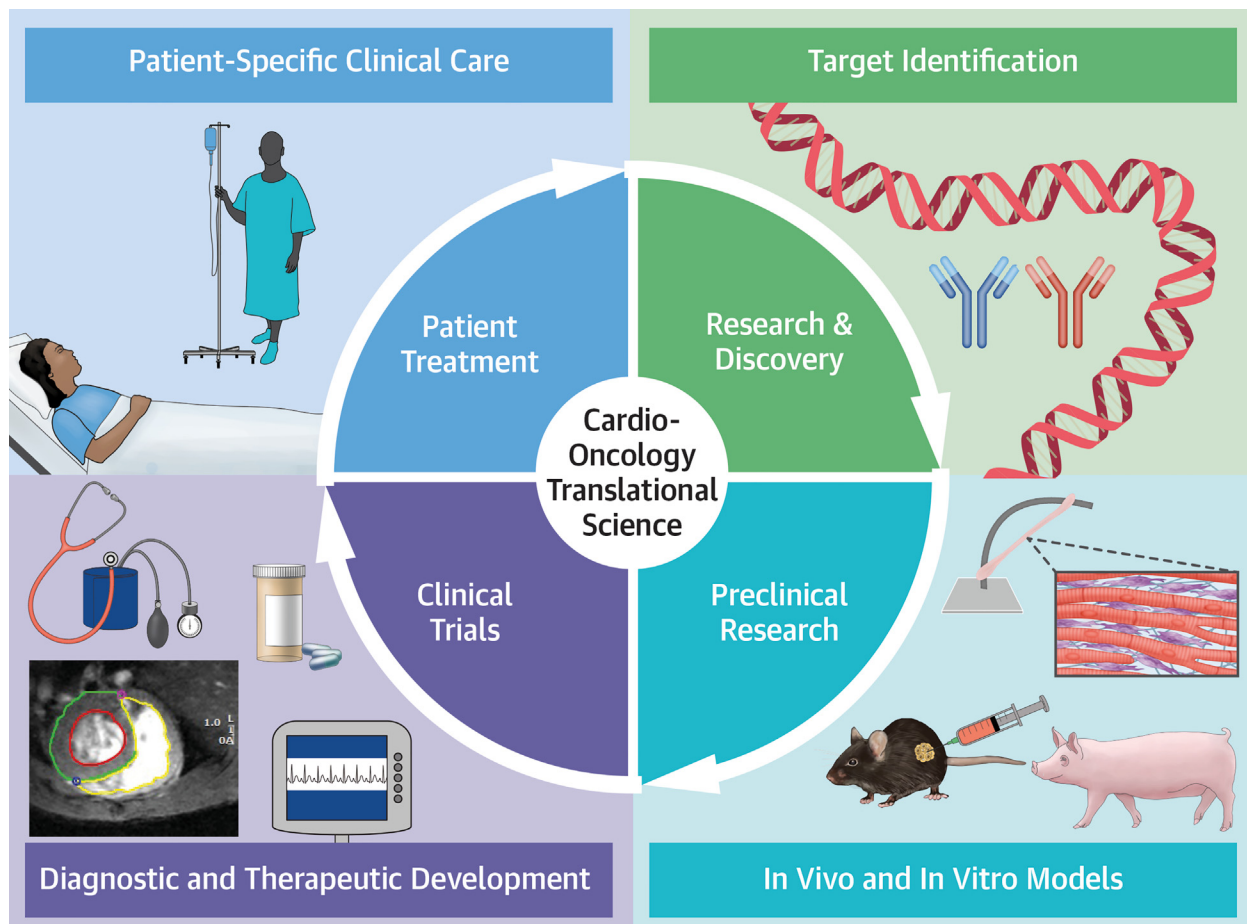 Patient-Specific Clinical Care
Target Identification
Patient
Treatment
Research &
Discovery
Cardio-
Oncology
Translational
Science
Clinical
Trials
Preclinical
Research
1.0
L
Diagnostic and Therapeutic Development
In Vivo and In Vitro Models